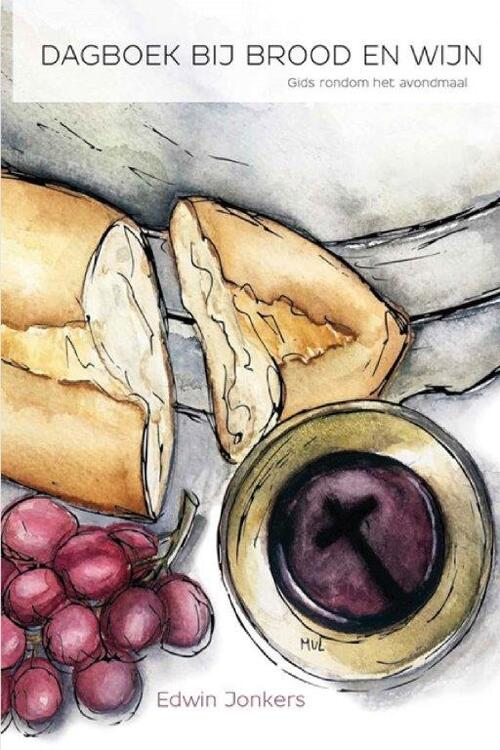 DAGBOEK BIJ BROOD EN WIJN
Gids rondom het avondmaal
MvL
Edwin Jonkers